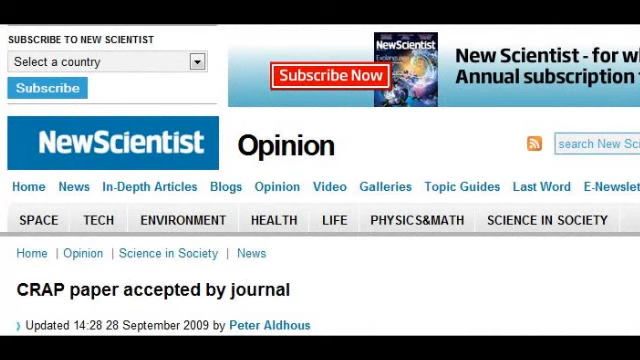 SUBSCRIBE TO NEW SCIENTIST
Select a country
Subscribe
Subscribe Now
NewScientist
New Scientist - for
Annual subscription
NewScientist
Opinion
search New
Home News In-Depth Articles Blogs Opinion Video Galleries Topic Guides Last Word
SPACE TECH ENVIRONMENT HEALTH LIFE PHYSICS&MATH SCIENCE IN SOCIETY
Home | Opinion | Science in Society | News
CRAP paper accepted by journal
Updated 14:28 28 September 2009 by Peter Aldhous